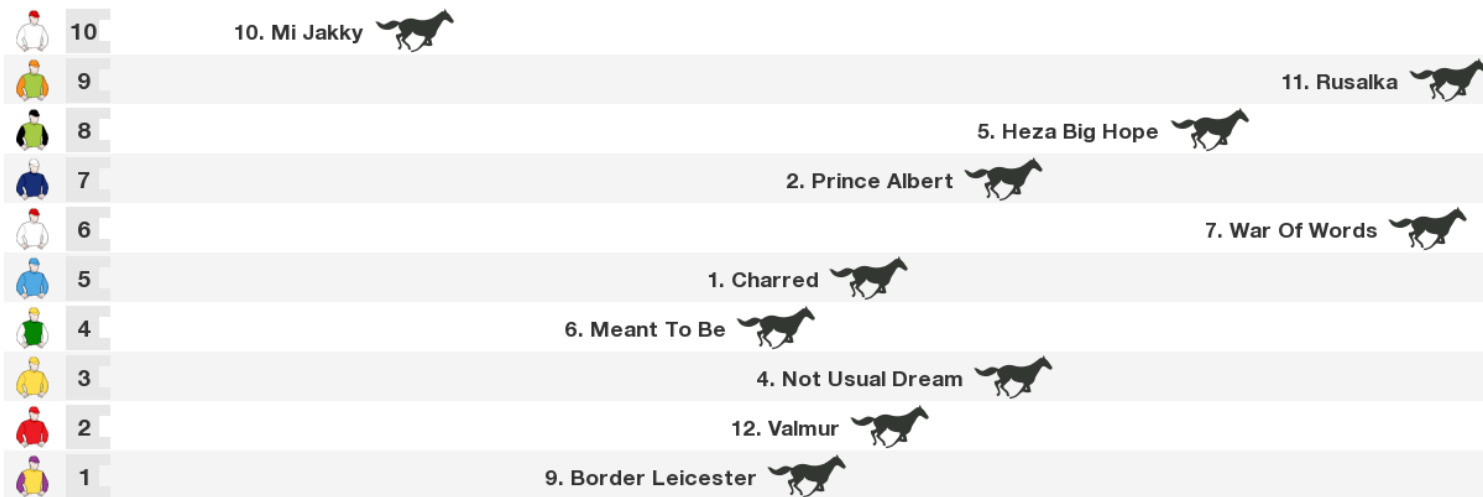 10 10. Mi Jakky
9 11. Rusalka
8 5. Heza Big Hope
7 2. Prince Albert
6 7. War Of Words
5 1. Charred
4 6. Meant To Be
3 4. Not Usual Dream
2 12. Valmur
1 9. Border Leicester